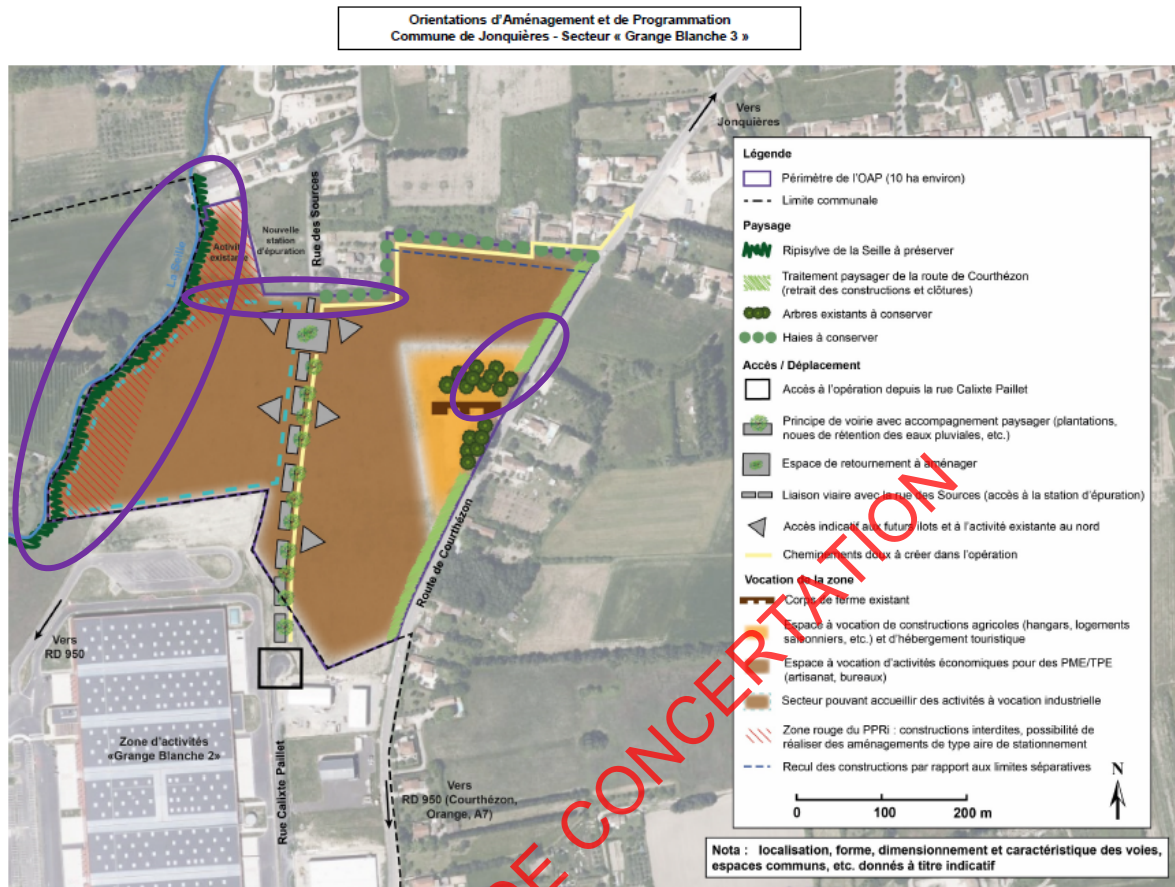 Orientations d'Aménagement et de Programmation
Commune de Jonquières - Secteur « Grange Blanche 3 »
Vers
Jonquières
Rue des Sources
Nouvelle
station
d'épuration
Activité
existante
La Seille
Route de Courthézon
Vers
RD 950
Zone d'activités
«Grange Blanche 2»
Rue Calixte Paillet
Vers
RD 950 (Courthézon,
Orange, A7)
Légende
Périmètre de l'OAP (10 ha environ)
Limite communale
Paysage
Ripisylve de la Seille à préserver
Traitement paysager de la route de Courthézon
(retrait des constructions et clôtures)
Arbres existants à conserver
Haies à conserver
Accès / Déplacement
Accès à l'opération depuis la rue Calixte Paillet
Principe de voirie avec accompagnement paysager (plantations,
noues de rétention des eaux pluviales, etc.)
Espace de retournement à aménager
Liaison viaire avec la rue des Sources (accès à la station d'épuration)
Accès indicatif aux futurs îlots et à l'activité existante au nord
Cheminements doux à créer dans l'opération
Vocation de la zone
Corps de ferme existant
Espace à vocation de constructions agricoles (hangars, logements
saisonniers, etc.) et d'hébergement touristique
Espace à vocation d'activités économiques pour des PME/TPE
(artisanat, bureaux)
Secteur pouvant accueillir des activités à vocation industrielle
Zone rouge du PPRi : constructions interdites, possibilité de
réaliser des aménagements de type aire de stationnement
Recul des constructions par rapport aux limites séparatives
N
0 100 200 m
Nota : localisation, forme, dimensionnement et caractéristique des voies,
espaces communs, etc. donnés à titre indicatif
DE CONCERTATION